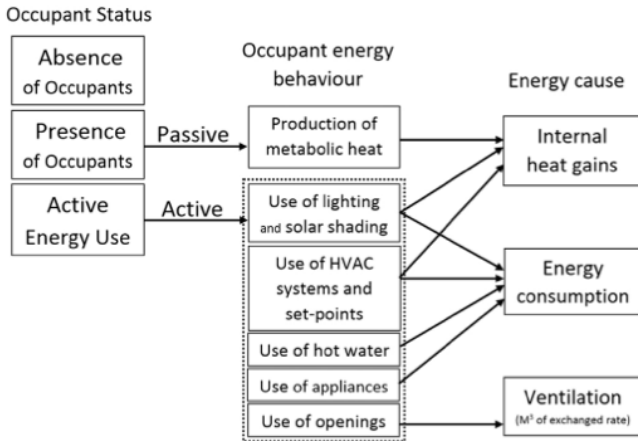 Occupant Status
Absence
of Occupants
Presence
of Occupants
Active
Energy Use
Passive
Active
Occupant energy
behaviour
Production of
metabolic heat
Use of lighting
and solar shading
Use of HVAC
systems and
set-points
Use of hot water
Use of appliances
Use of openings
Energy cause
Internal
heat gains
Energy
consumption
Ventilation
(M³ of exchanged rate)